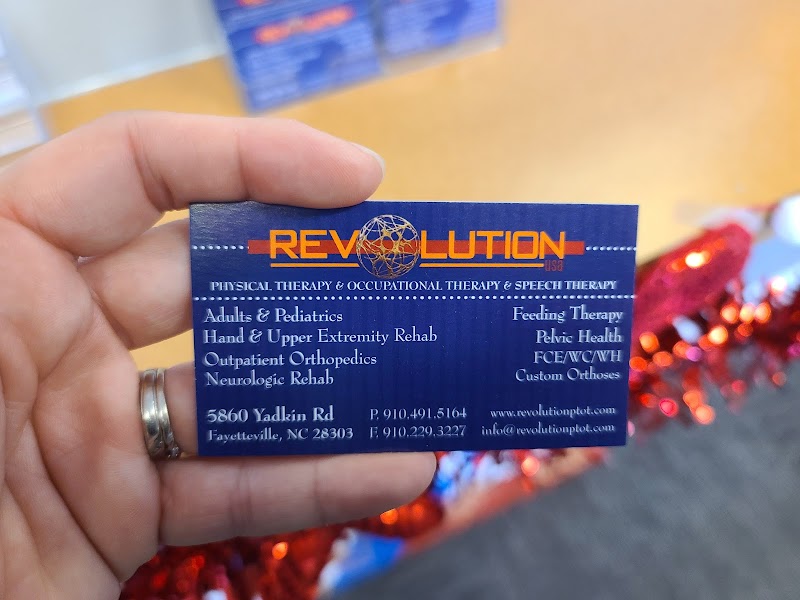 REVOLUTION
usa
PHYSICAL THERAPY & OCCUPATIONAL THERAPY & SPEECH THERAPY
Adults & Pediatrics
Hand & Upper Extremity Rehab
Outpatient Orthopedics
Neurologic Rehab
Feeding Therapy
Pelvic Health
FCE/WC/WH
Custom Orthoses
5860 Yadkin Rd
Fayetteville, NC 28303
P. 910.491.5164
F. 910.229.3227
www.revolutionptot.com
info@revolutionptot.com